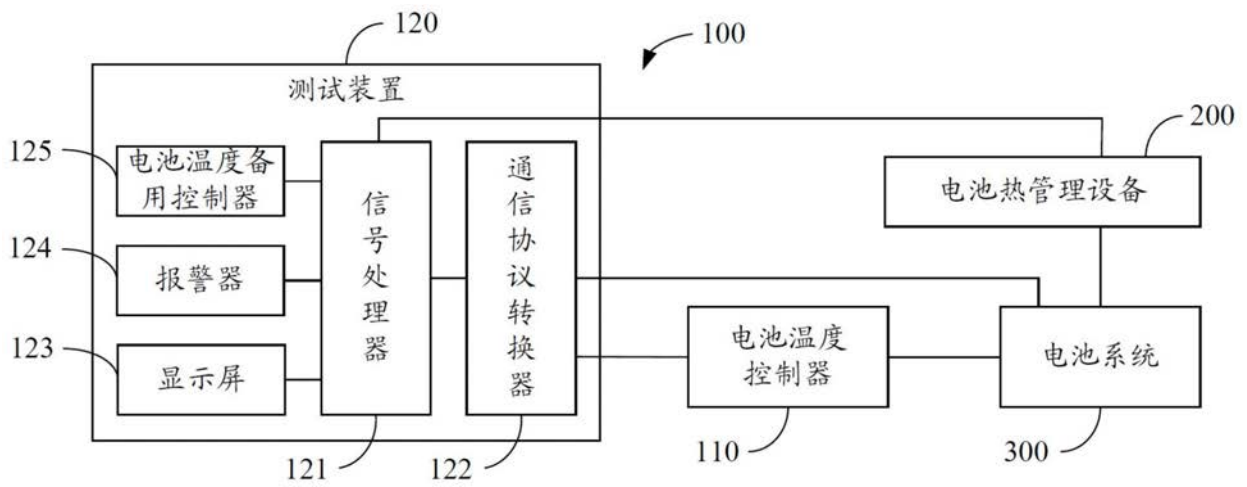 120
100
测试装置
200
125
电池温度备
用控制器
信号处理器
通信协议转换器
电池热管理设备
124
报警器
123
显示屏
电池温度
控制器
电池系统
121
122
110
300